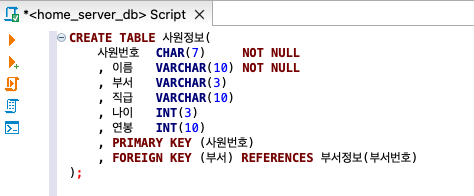 *<home_server_db> Script
CREATE TABLE 사원정보(
사원번호 CHAR(7) NOT NULL
, 이름 VARCHAR(10) NOT NULL
, 부서 VARCHAR(3)
, 직급 VARCHAR(10)
, 나이 INT(3)
, 연봉 INT(10)
, PRIMARY KEY (사원번호)
, FOREIGN KEY (부서) REFERENCES 부서정보(부서번호)
);